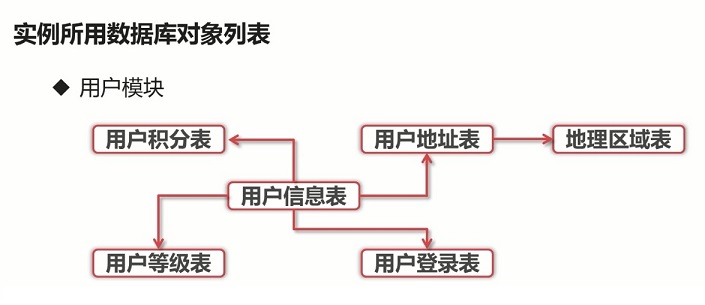 实例所用数据库对象列表
◆ 用户模块
用户积分表
用户地址表
地理区域表
用户信息表
用户等级表
用户登录表